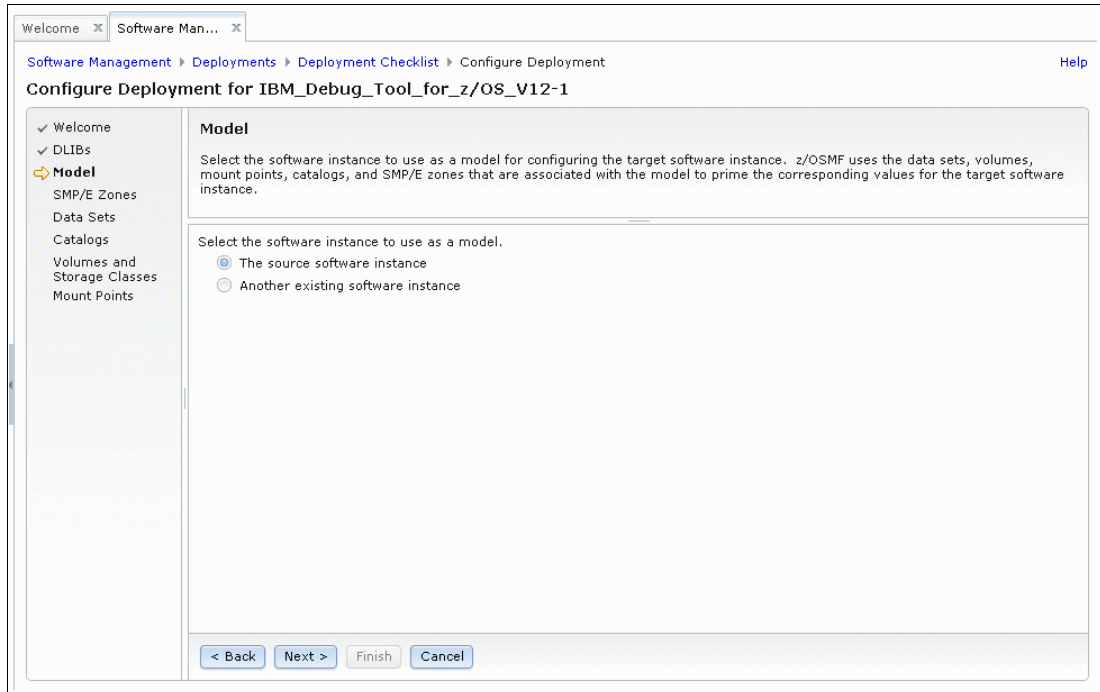 Welcome x Software Man... x
Software Management Deployments Deployment Checklist Configure Deployment Help
Configure Deployment for IBM_Debug_Tool_for_z/OS_V12-1
Welcome
DLIBs
Model
SMP/E Zones
Data Sets
Catalogs
Volumes and
Storage Classes
Mount Points
Model
Select the software instance to use as a model for configuring the target software instance. z/OSMF uses the data sets, volumes,
mount points, catalogs, and SMP/E zones that are associated with the model to prime the corresponding values for the target software
instance.
Select the software instance to use as a model.
The source software instance
Another existing software instance
< Back Next > Finish Cancel